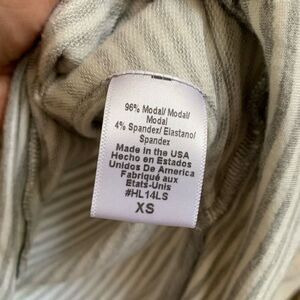 96% Modal/ Modal/
Modal
4% Spandex/ Elastano/
Spandex
Made in the USA
Hecho en Estados
Unidos De America
Fabriqué aux
Etats-Unis
#HL14LS
XS